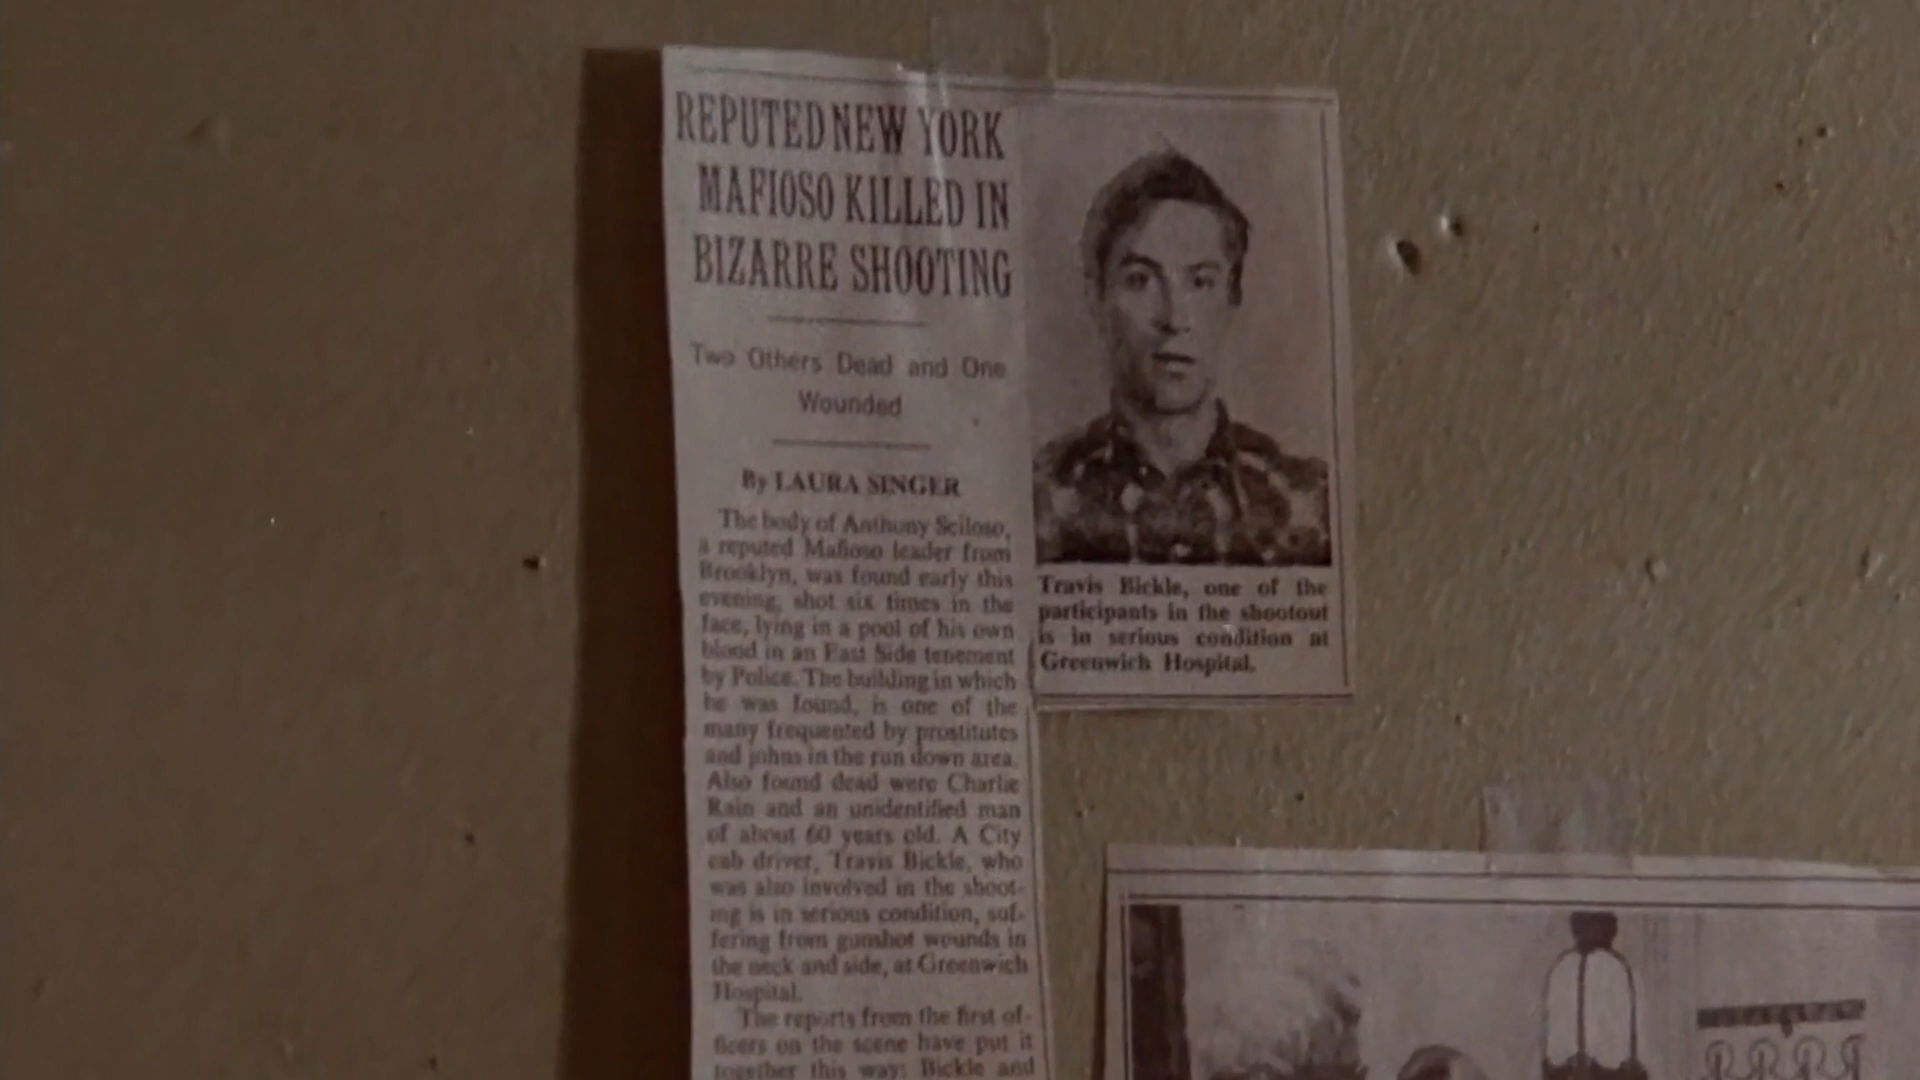 REPUTED NEW YORK
MAFIOSO KILLED IN
BIZARRE SHOOTING
Two Others Dead and One
Wounded
By LAURA SINGER
The body of Anthony Sciloso,
a reputed Mafioso leader from
Brooklyn, was found early this
evening, shot six times in the
face, lying in a pool of his own
blood in an East Side tenement
by Police. The building in which
he was found, is one of the
many frequented by prostitutes
and johns in the run down area.
Also found dead were Charlie
Rain and an unidentified man
of about 60 years old. A City
cab driver, Travis Bickle, who
was also involved in the shoot-
ing is in serious condition, suf-
fering from gunshot wounds in
the neck and side, at Greenwich
Hospital.
The reports from the first of-
ficers on the scene have put it
together this way: Bickle and
Travis Bickle, one of the
participants in the shootout
is in serious condition at
Greenwich Hospital.